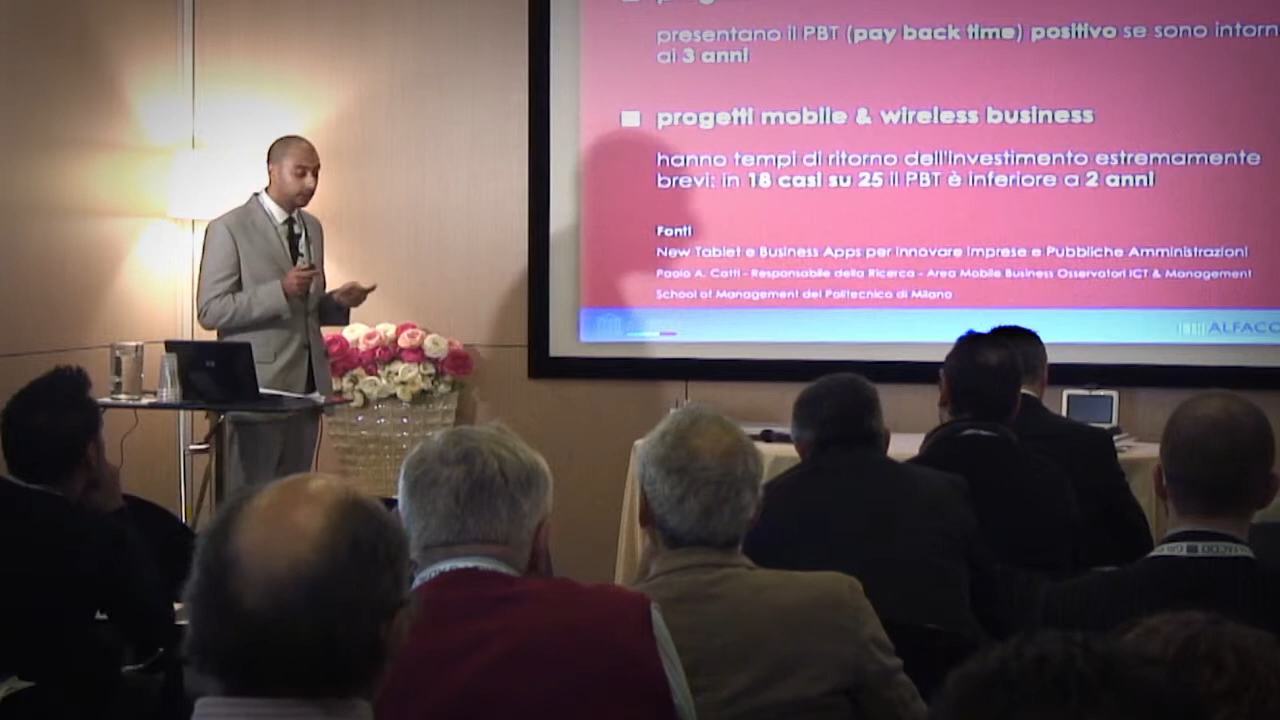 presentano il PBT (pay back time) positivo se sono intorn
ai 3 anni
progetti mobile & wireless business
hanno tempi di ritorno dell'investimento estremamente
brevi: in 18 casi su 25 il PBT è inferiore a 2 anni
Fonti
New Tablet e Business Apps per Innovare Imprese e Pubbliche Amministrazioni
Paolo A. Catti - Responsabile della Ricerca - Area Mobile Business Osservatori ICT & Management
School of Management del Politecnico di Milano
ALFACO